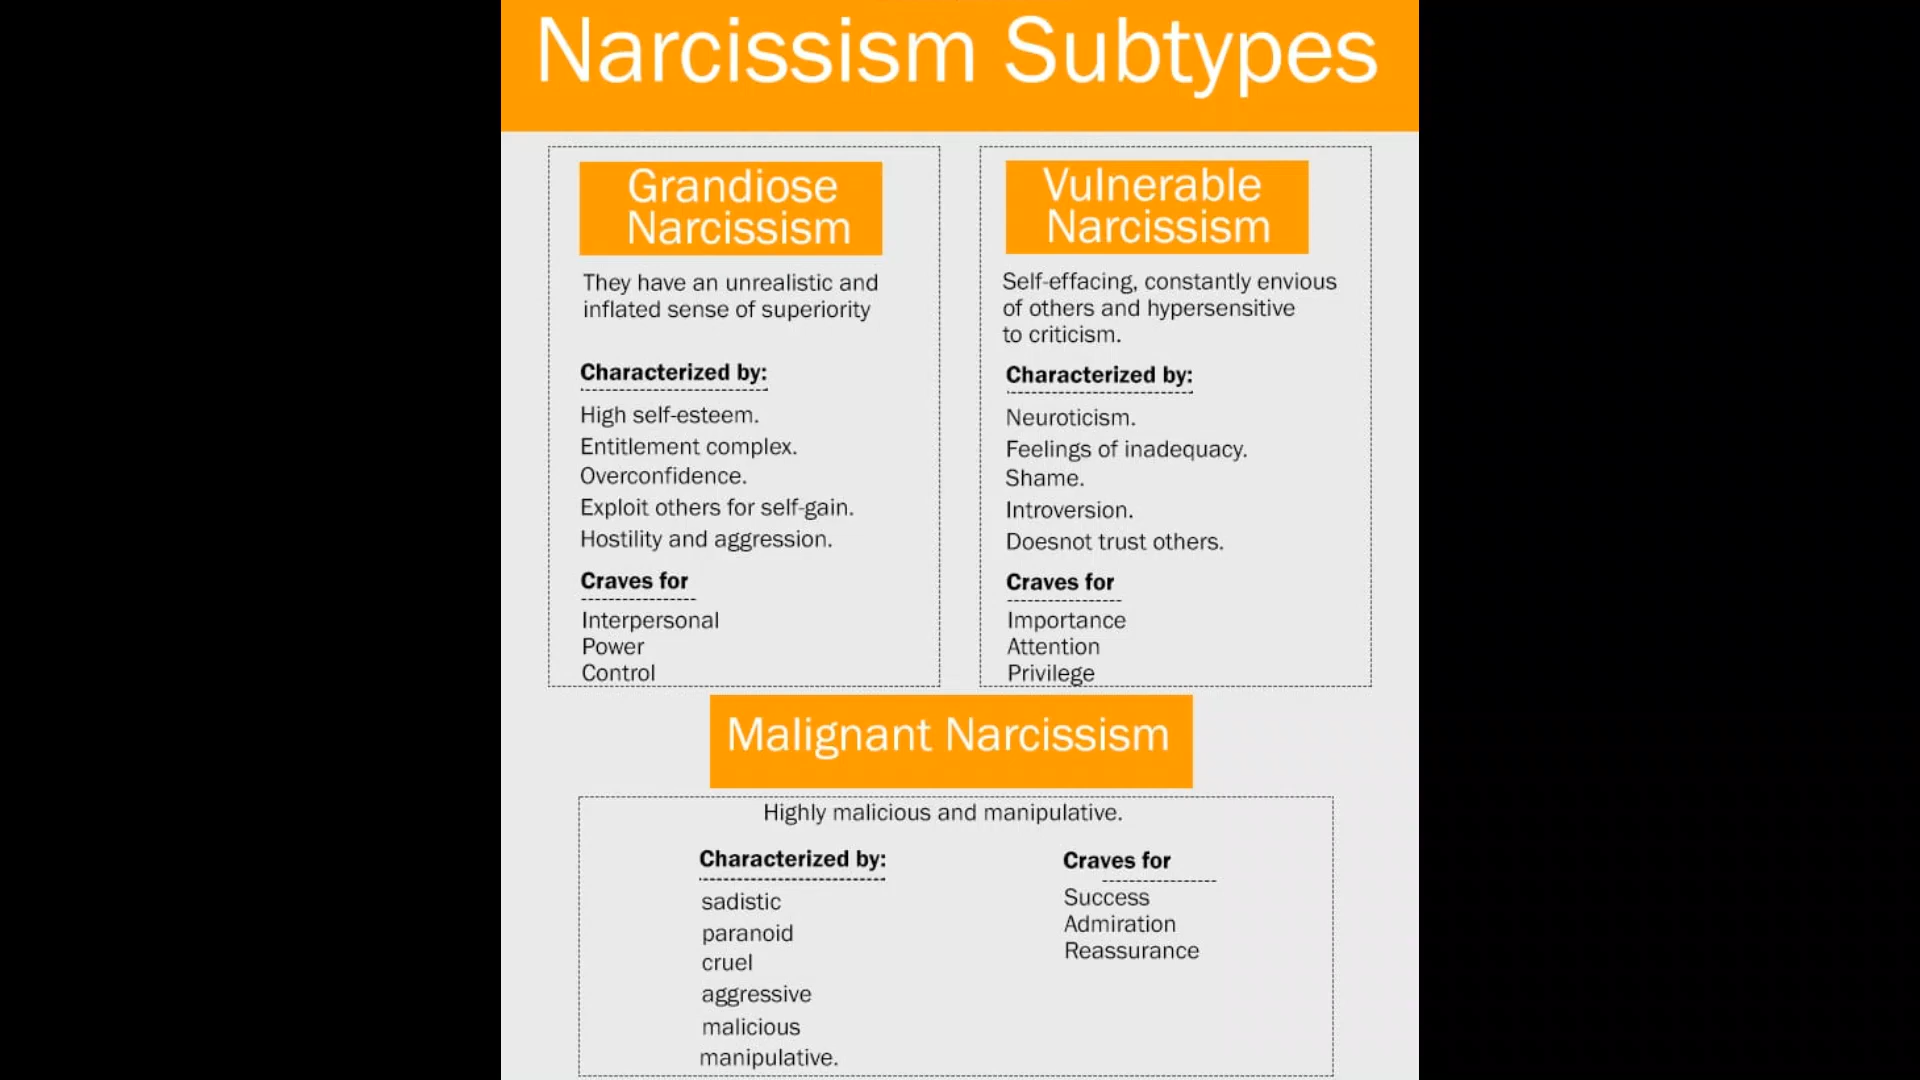 Narcissism Subtypes
Grandiose
Narcissism
They have an unrealistic and
inflated sense of superiority
Characterized by:
High self-esteem.
Entitlement complex.
Overconfidence.
Exploit others for self-gain.
Hostility and aggression.
Craves for
Interpersonal
Power
Control
Vulnerable
Narcissism
Self-effacing, constantly envious
of others and hypersensitive
to criticism.
Characterized by:
Neuroticism.
Feelings of inadequacy.
Shame.
Introversion.
Doesnot trust others.
Craves for
Importance
Attention
Privilege
Malignant Narcissism
Highly malicious and manipulative.
Characterized by:
sadistic
paranoid
cruel
aggressive
malicious
manipulative.
Craves for
Success
Admiration
Reassurance